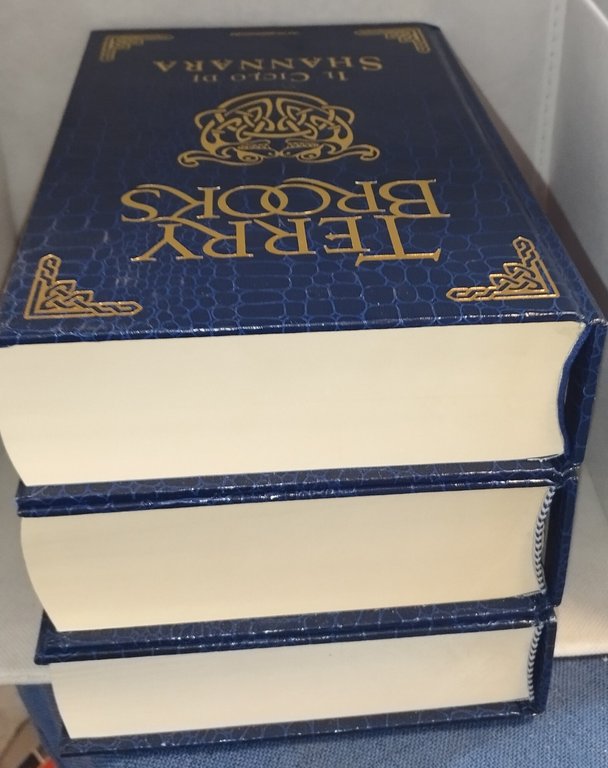 TERRY
BROOKS
IL CICLO DI
SHANNARA